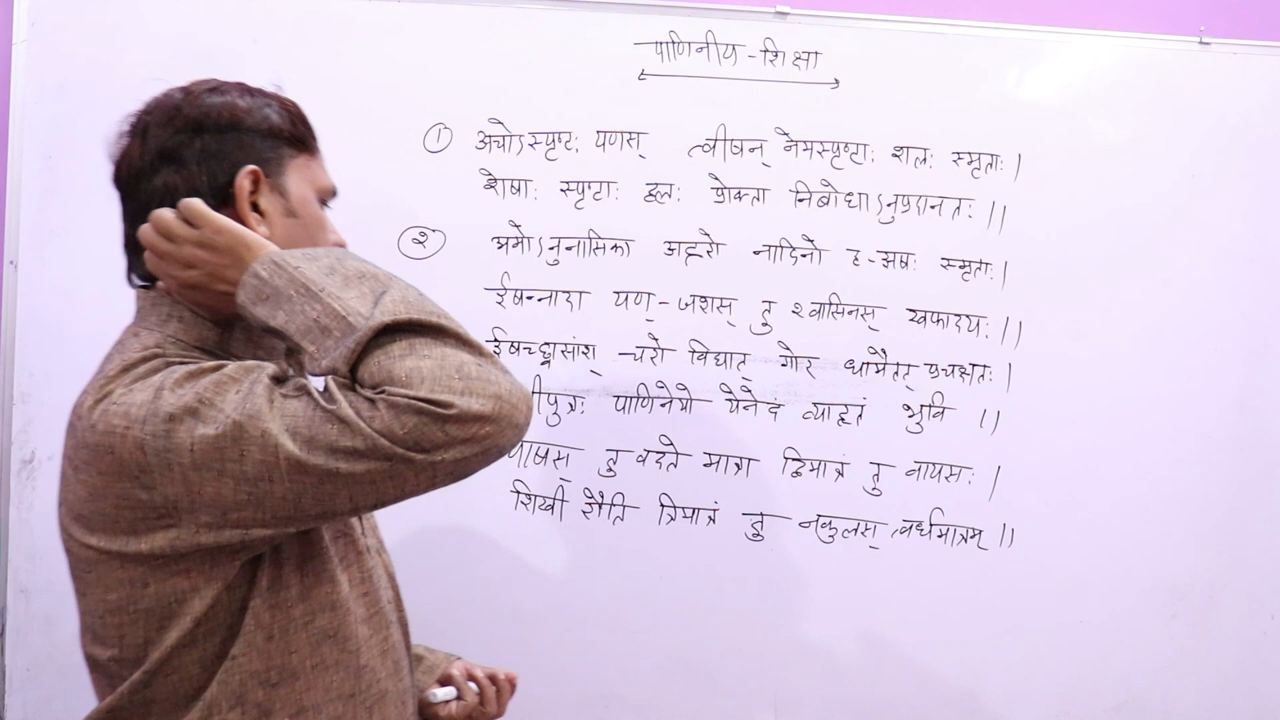 पाणिनीय-शिक्षा
① अचोऽस्पृष्टाः यणस् त्वीषन् नेमस्पृष्टाः शलः स्मृताः।
शेषाः स्पृष्टाः हलः प्रोक्ता निबोधाऽनुप्रदानतः॥
② ञमोऽनुनासिका अह्रो नादिनो ह-झषः स्मृताः।
ईषन्नादा यण्-जशस् तु श्वासिनस् खफादयः॥
ईषच्छ्वासांश् चरो विद्याद् गोर् धामैतत् प्रचक्षते।
पुत्रः पाणिनेयो येनेदं व्याहृतं भुवि॥
तु वदते मात्रा द्विमात्रं तु वायसः।
शिखी रौति त्रिमात्रं तु नकुलस् त्वर्धमात्रम्॥